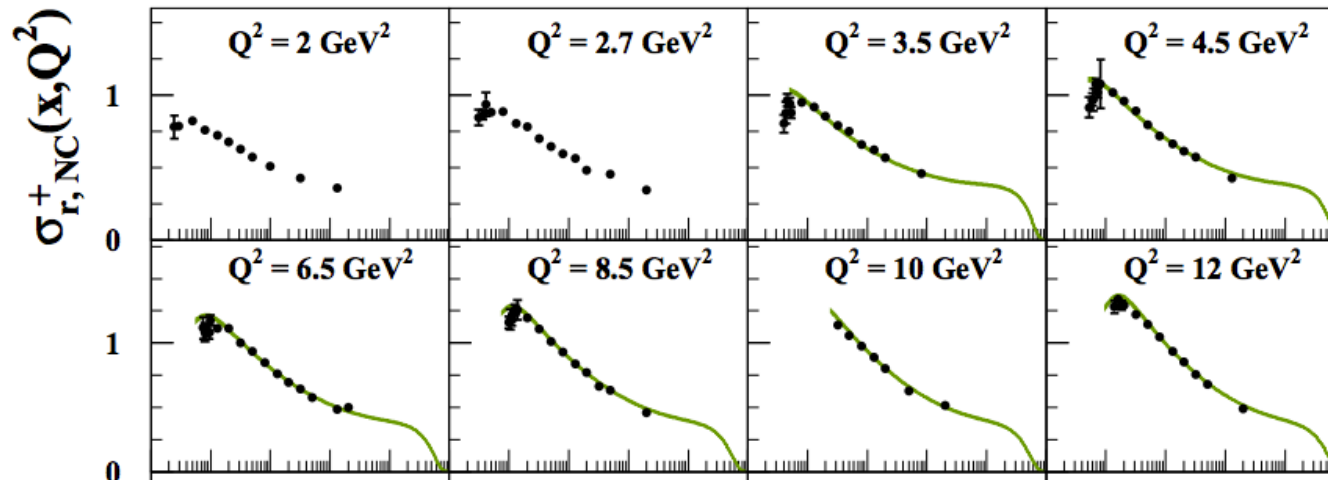 σ⁺r,NC(x,Q²)
Q² = 2 GeV²
Q² = 2.7 GeV²
Q² = 3.5 GeV²
Q² = 4.5 GeV²
1
0
Q² = 6.5 GeV²
Q² = 8.5 GeV²
Q² = 10 GeV²
Q² = 12 GeV²
1
0